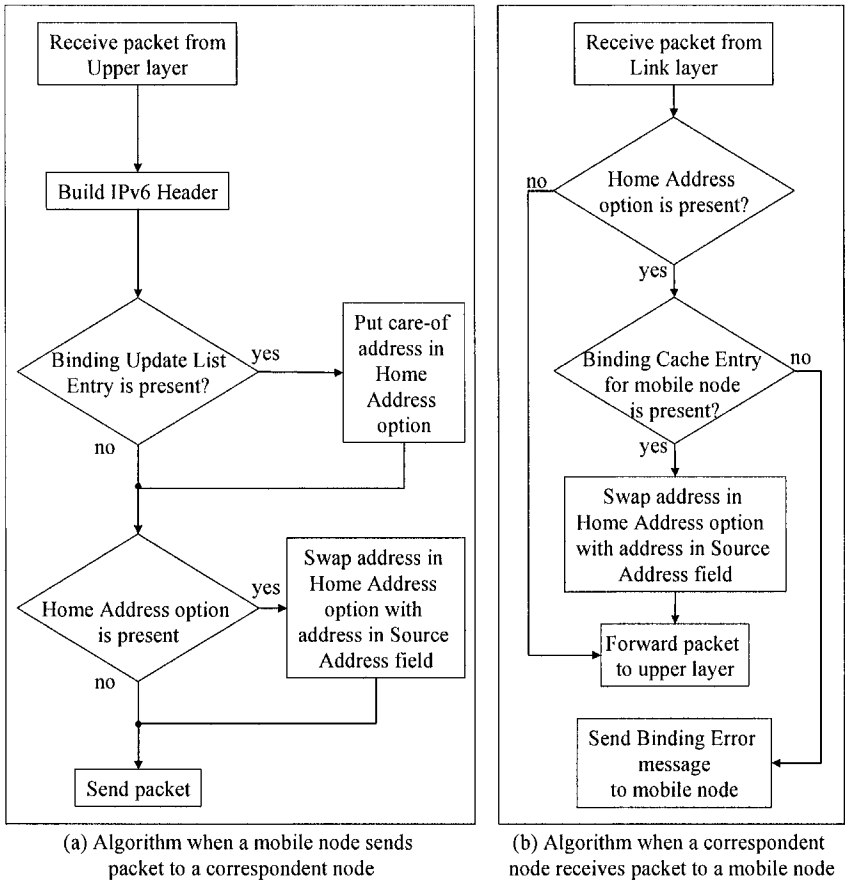 Receive packet from
Upper layer
Build IPv6 Header
Binding Update List
Entry is present?
yes
no
Put care-of
address in
Home
Address
option
Home Address option
is present
yes
no
Swap address in
Home Address
option with
address in Source
Address field
Send packet
(a) Algorithm when a mobile node sends
packet to a correspondent node
Receive packet from
Link layer
Home Address
option is present?
no
yes
Binding Cache Entry
for mobile node
is present?
no
yes
Swap address in
Home Address option
with address in Source
Address field
Forward packet
to upper layer
Send Binding Error
message
to mobile node
(b) Algorithm when a correspondent
node receives packet to a mobile node